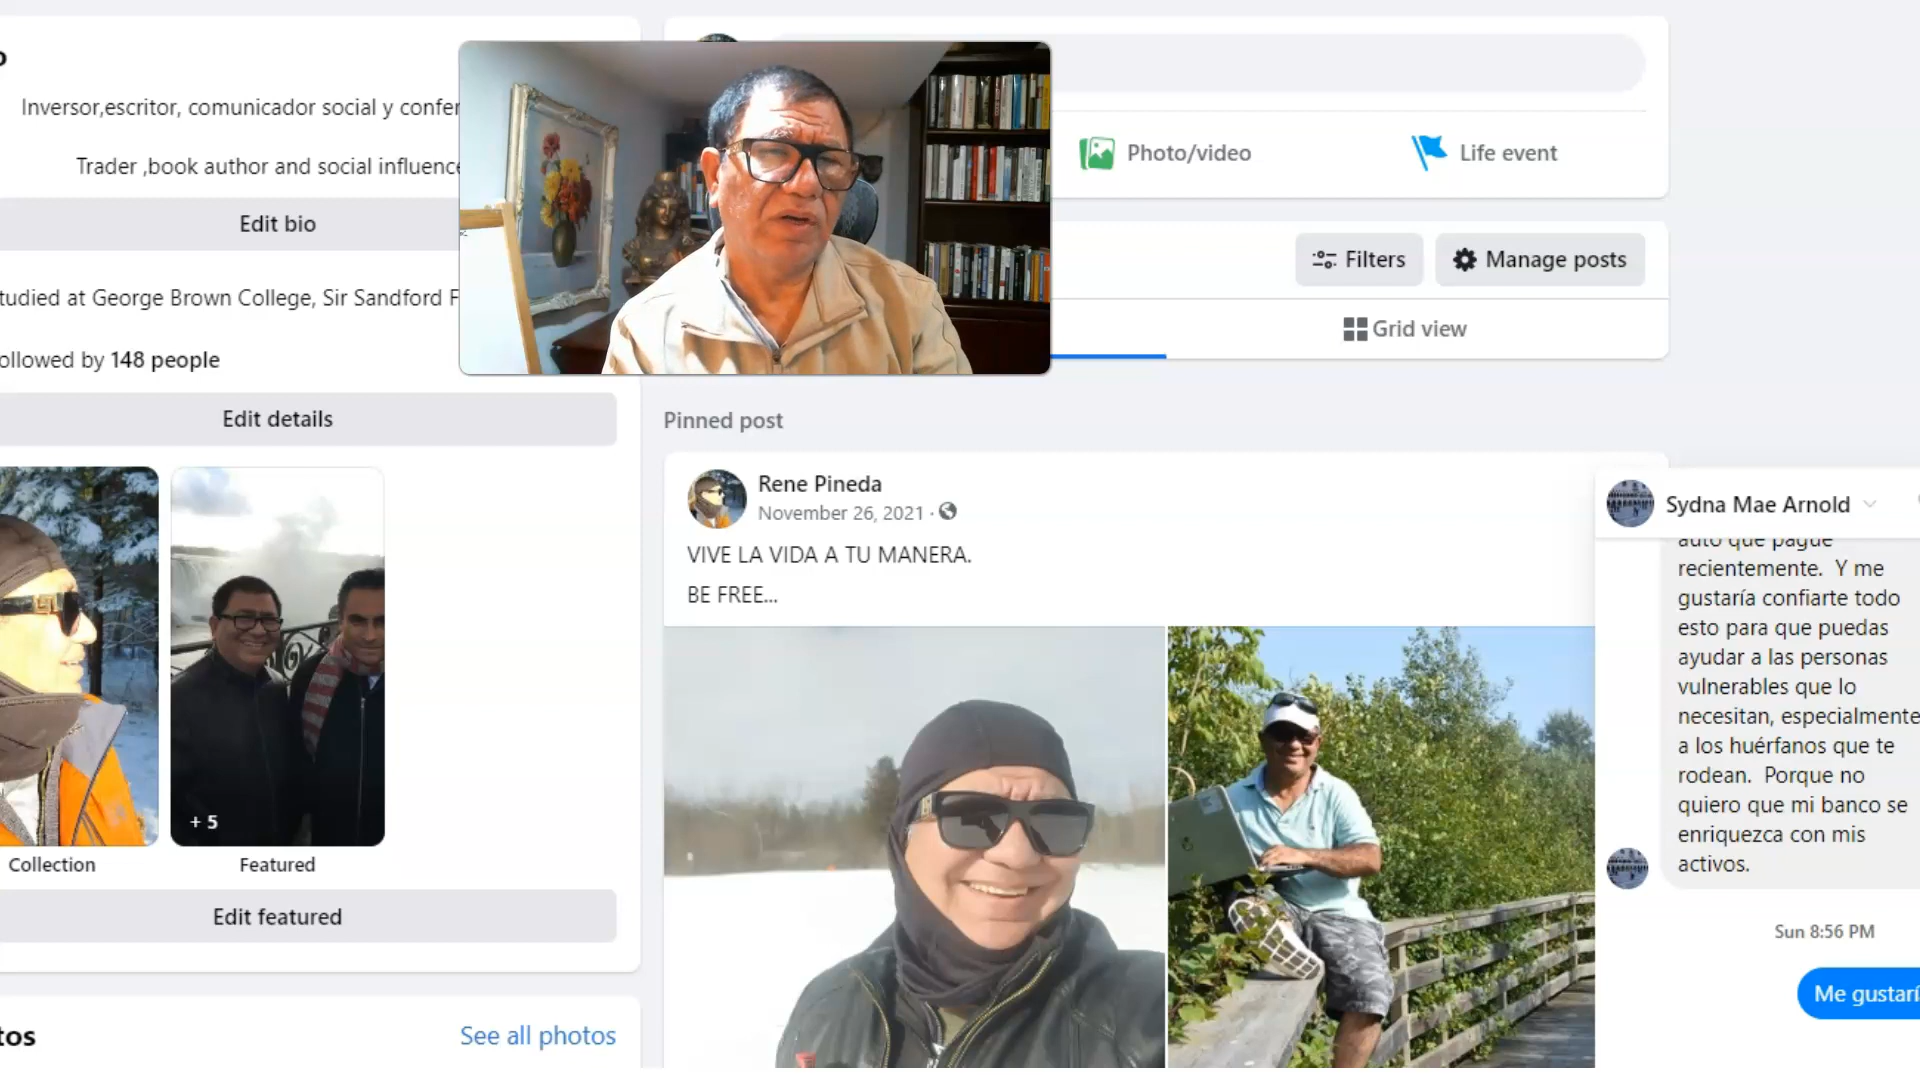 o
Inversor,escritor, comunicador social y confer
Trader ,book author and social influence
Edit bio
tudied at George Brown College, Sir Sandford F
ollowed by 148 people
Edit details
+ 5
Collection
Featured
Edit featured
tos
See all photos
Photo/video
Life event
Filters
Manage posts
Grid view
Pinned post
Rene Pineda
November 26, 2021 ·
VIVE LA VIDA A TU MANERA.
BE FREE...
Sydna Mae Arnold
auto que pagué
recientemente. Y me
gustaría confiarte todo
esto para que puedas
ayudar a las personas
vulnerables que lo
necesitan, especialmente
a los huérfanos que te
rodean. Porque no
quiero que mi banco se
enriquezca con mis
activos.
Sun 8:56 PM
Me gustarí